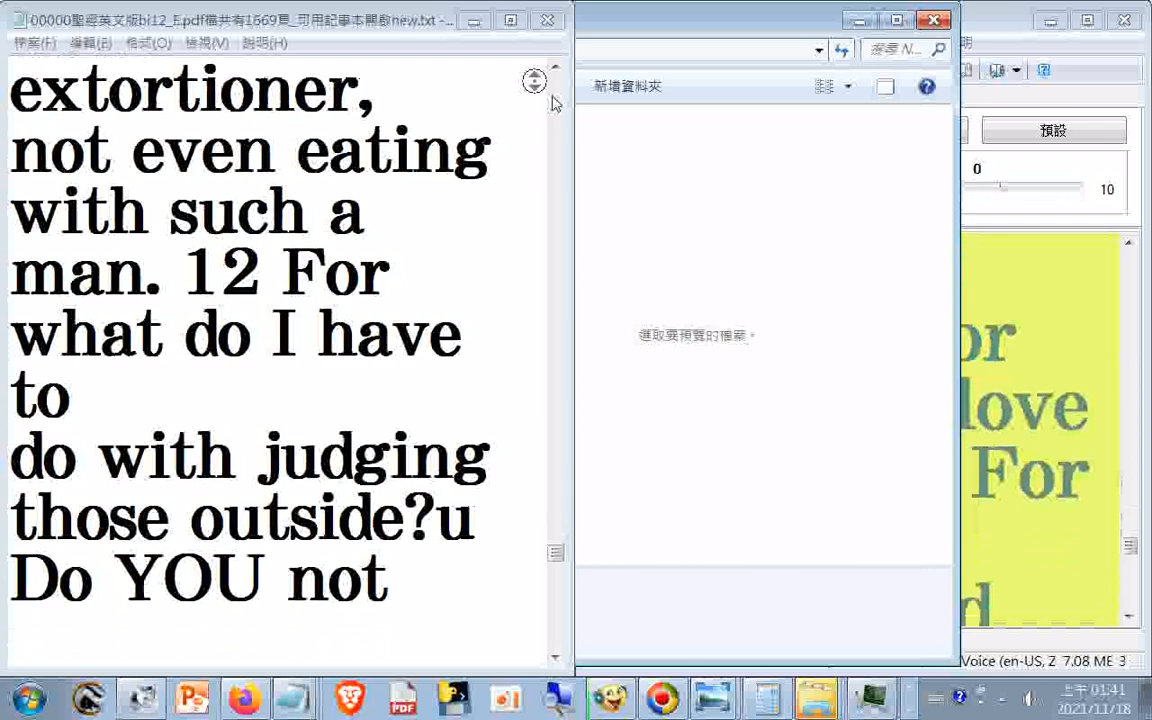 00000聖經英文版bi12_E.pdf檔共有1669頁_可用記事本開啟new.txt - ...
檔案(F) 編輯(E) 格式(O) 檢視(V) 說明(H)
extortioner,
not even eating
with such a
man. 12 For
what do I have
to
do with judging
those outside?u
Do YOU not
搜尋 N...
新增資料夾
選取要預覽的檔案。
明
預設
0
10
or
love
For
d
Voice (en-US, Z 7.08 ME 3
上午 01:41
2021/11/18